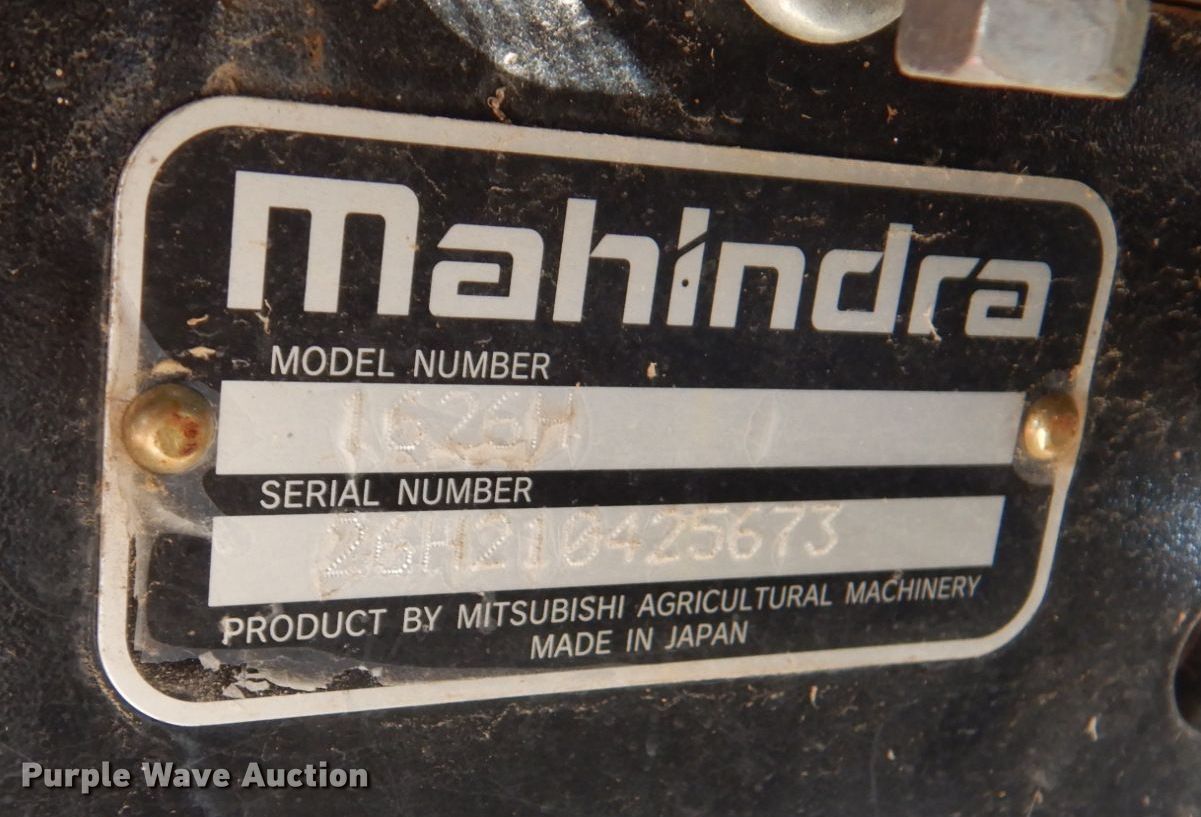 mahindra
MODEL NUMBER
1626H
SERIAL NUMBER
26H210425673
PRODUCT BY MITSUBISHI AGRICULTURAL MACHINERY
MADE IN JAPAN
Purple Wave Auction